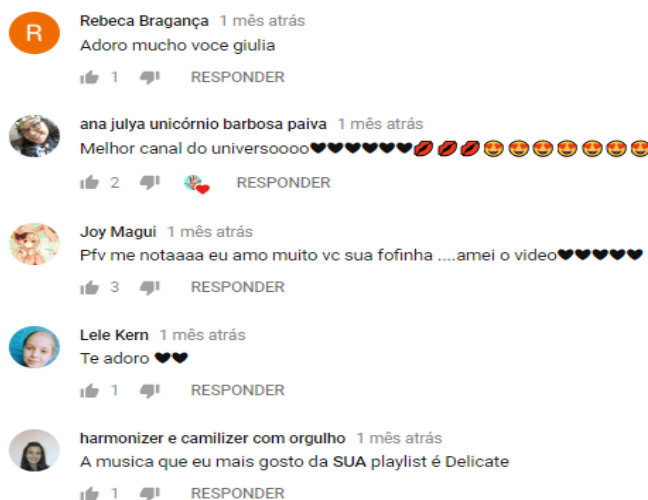 R
Rebeca Bragança 1 mês atrás
Adoro mucho voce giulia
1 RESPONDER
ana julya unicórnio barbosa paiva 1 mês atrás
Melhor canal do universoooo🖤🖤🖤🖤🖤🖤💋💋💋😍😍😍😍😍😍😍
2 RESPONDER
Joy Magui 1 mês atrás
Pfv me notaaaa eu amo muito vc sua fofinha ....amei o video🖤🖤🖤🖤🖤
3 RESPONDER
Lele Kern 1 mês atrás
Te adoro 🖤🖤
1 RESPONDER
harmonizer e camilizer com orgulho 1 mês atrás
A musica que eu mais gosto da SUA playlist é Delicate
1 RESPONDER